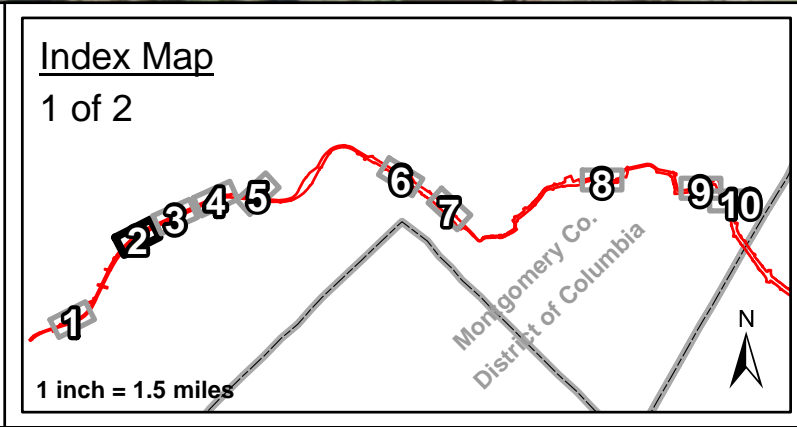 Index Map
1 of 2
1
2
3
4
5
6
7
8
9
10
Montgomery Co.
District of Columbia
N
1 inch = 1.5 miles